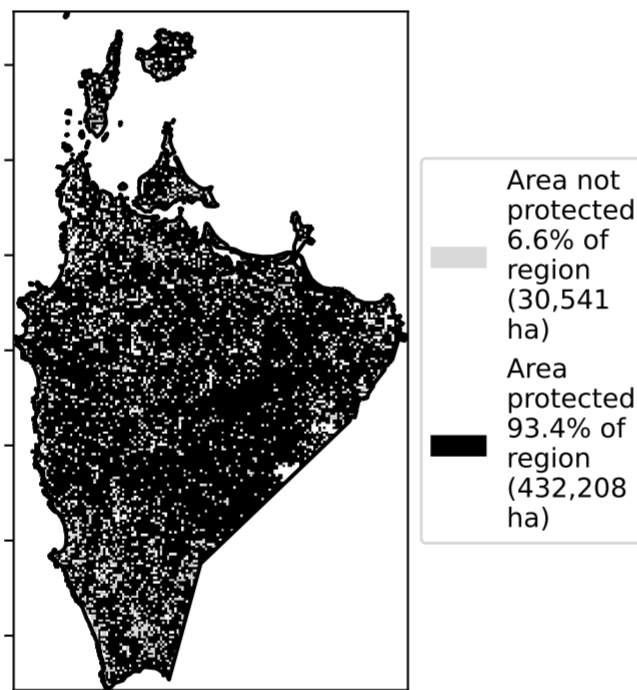 Area not
protected
6.6% of
region
(30,541
ha)
Area
protected
93.4% of
region
(432,208
ha)